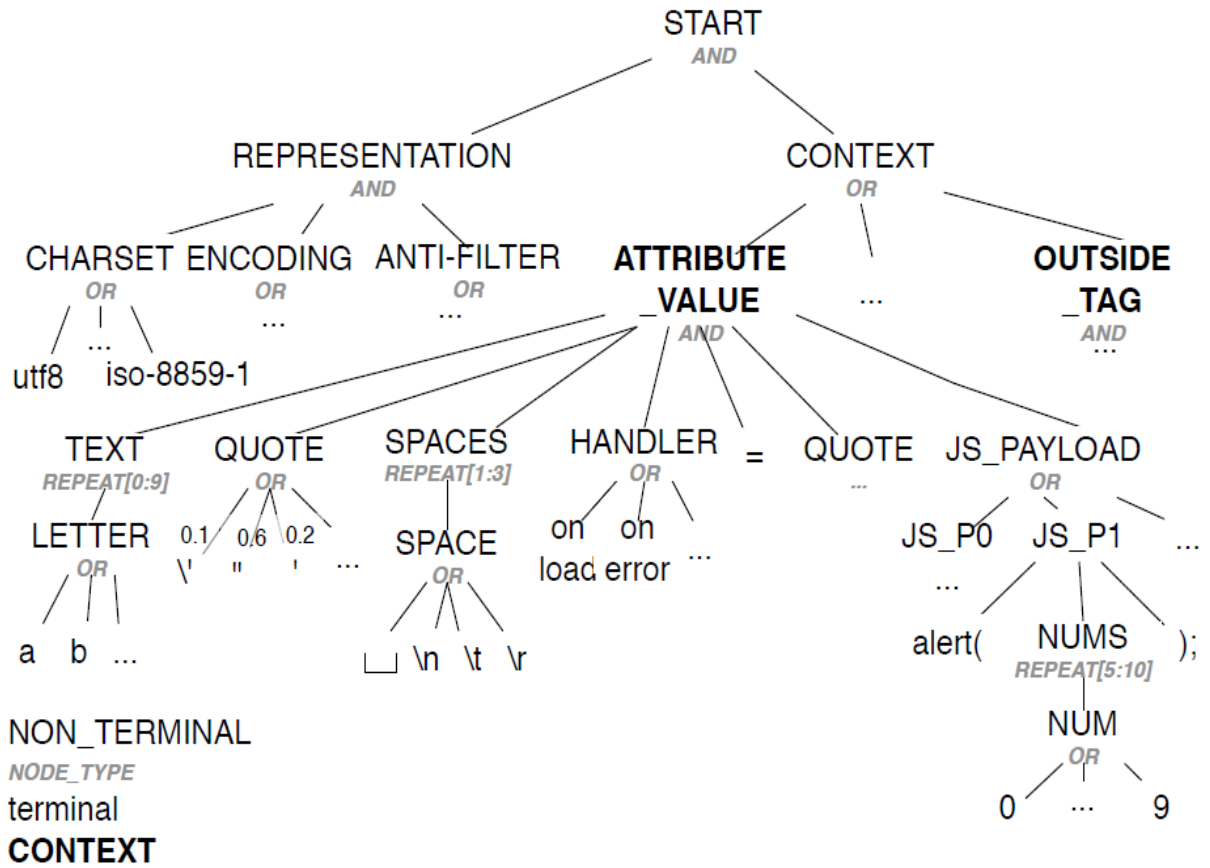 START
AND
REPRESENTATION CONTEXT
AND OR
CHARSET ENCODING ANTI-FILTER ATTRIBUTE OUTSIDE
OR OR OR _VALUE ... _TAG
... ... ... AND AND
utf8 iso-8859-1 ...
TEXT QUOTE SPACES HANDLER = QUOTE JS_PAYLOAD
REPEAT[0:9] OR REPEAT[1:3] OR ... OR
LETTER 0.1 0.6 0.2 SPACE on on JS_P0 JS_P1 ...
OR \' " ' ... OR load error ... ...
a b ... \n \t \r alert( NUMS );
REPEAT[5:10]
NON_TERMINAL NUM
NODE_TYPE OR
terminal 0 ... 9
CONTEXT